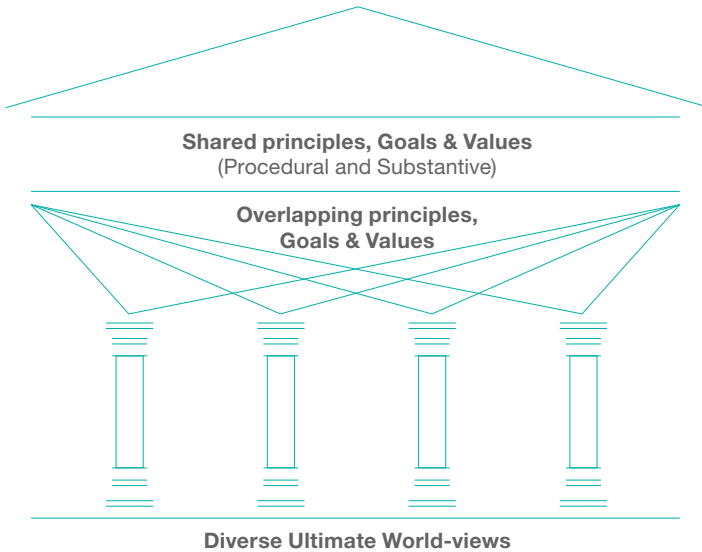 Shared principles, Goals & Values
(Procedural and Substantive)
Overlapping principles,
Goals & Values
Diverse Ultimate World-views